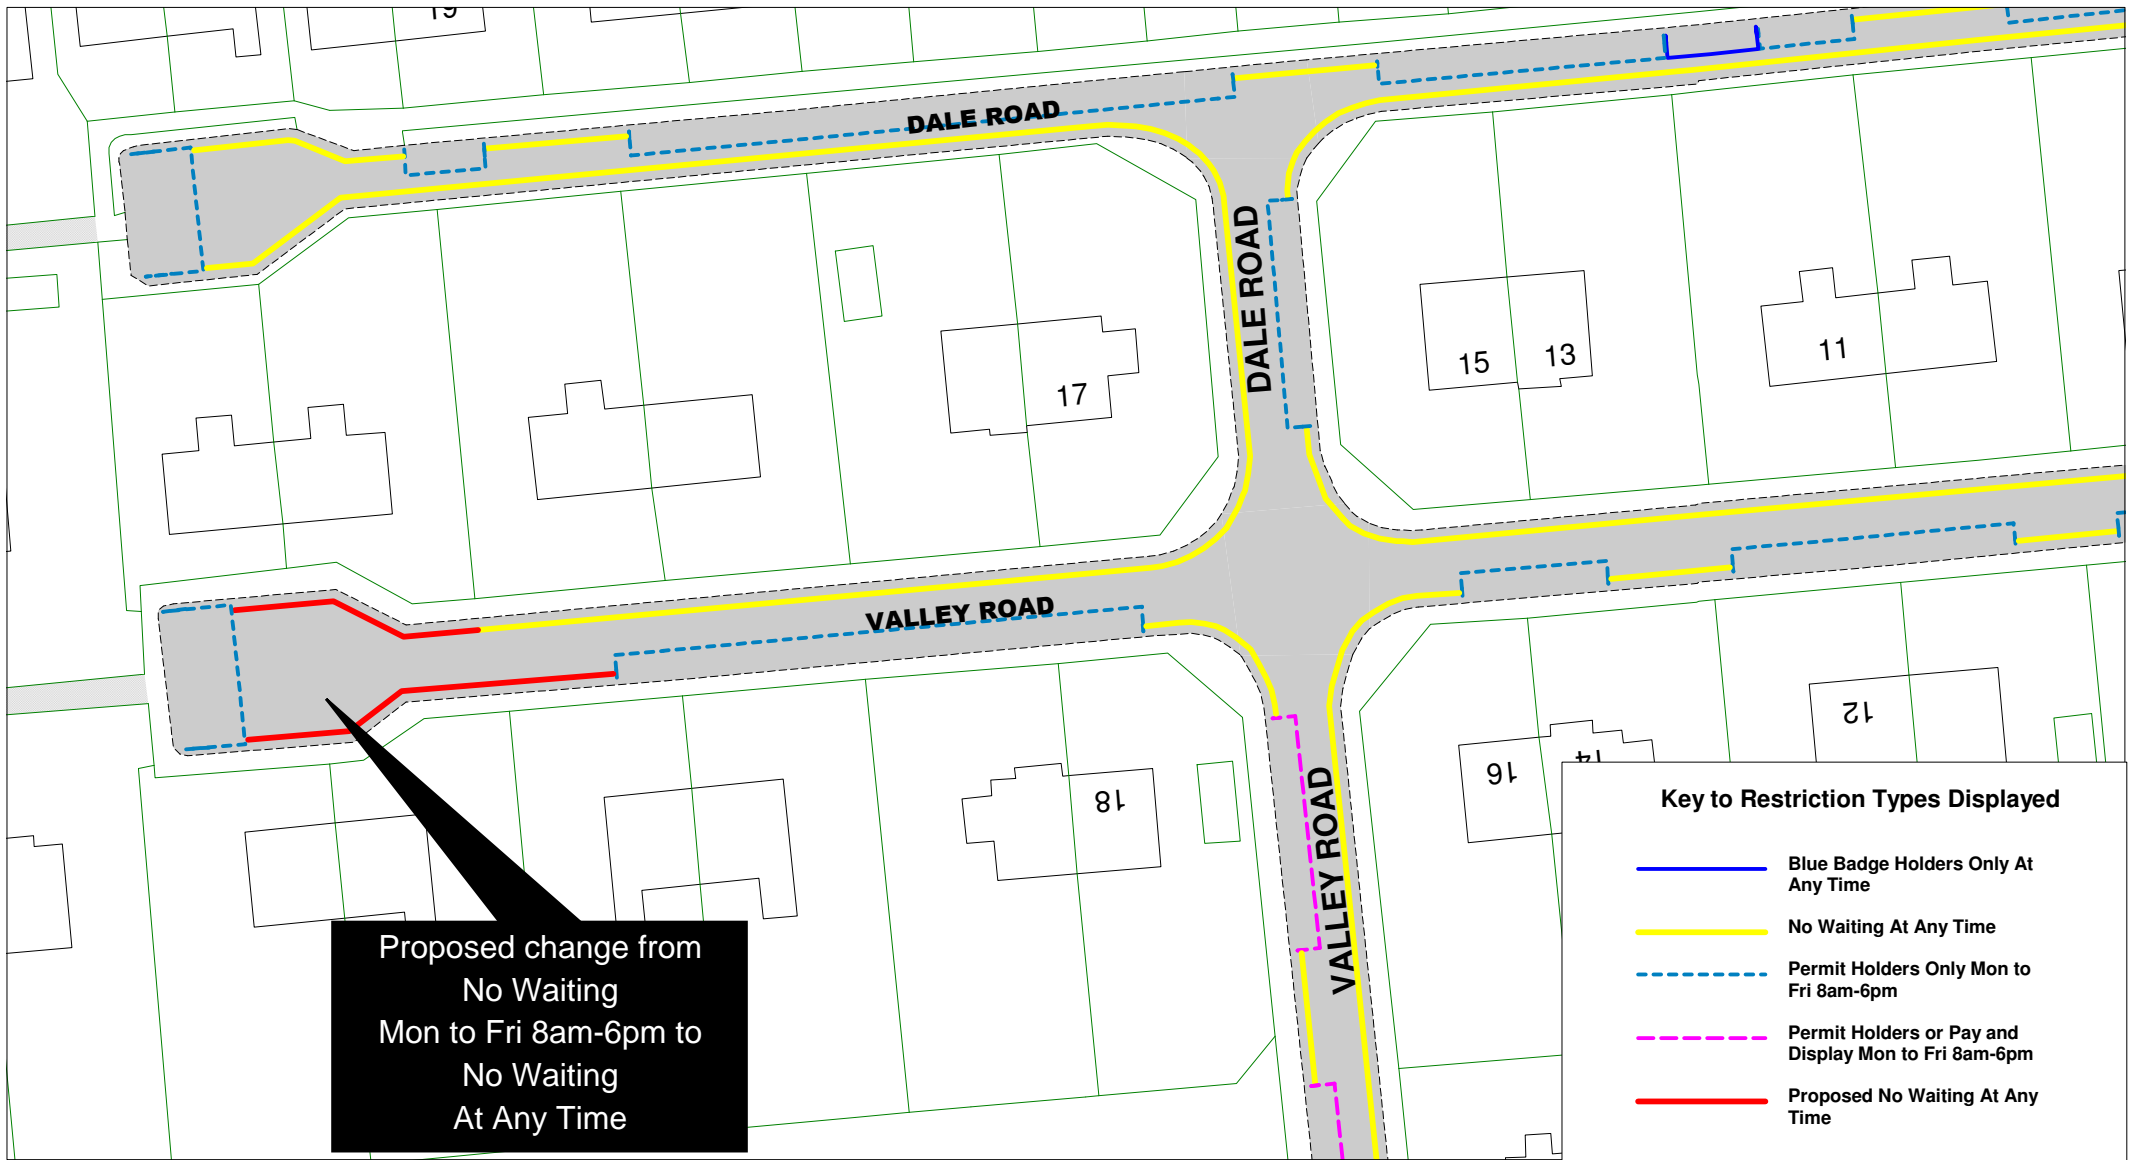 19
DALE ROAD
DALE ROAD
15
13
11
17
VALLEY ROAD
18
16
14
12
VALLEY ROAD
Proposed change from
No Waiting
Mon to Fri 8am-6pm to
No Waiting
At Any Time
Key to Restriction Types Displayed
Blue Badge Holders Only At
Any Time
No Waiting At Any Time
Permit Holders Only Mon to
Fri 8am-6pm
Permit Holders or Pay and
Display Mon to Fri 8am-6pm
Proposed No Waiting At Any
Time